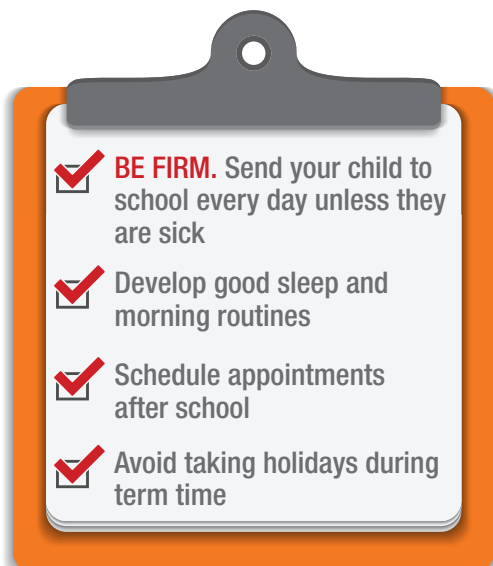 BE FIRM. Send your child to
school every day unless they
are sick
Develop good sleep and
morning routines
Schedule appointments
after school
Avoid taking holidays during
term time